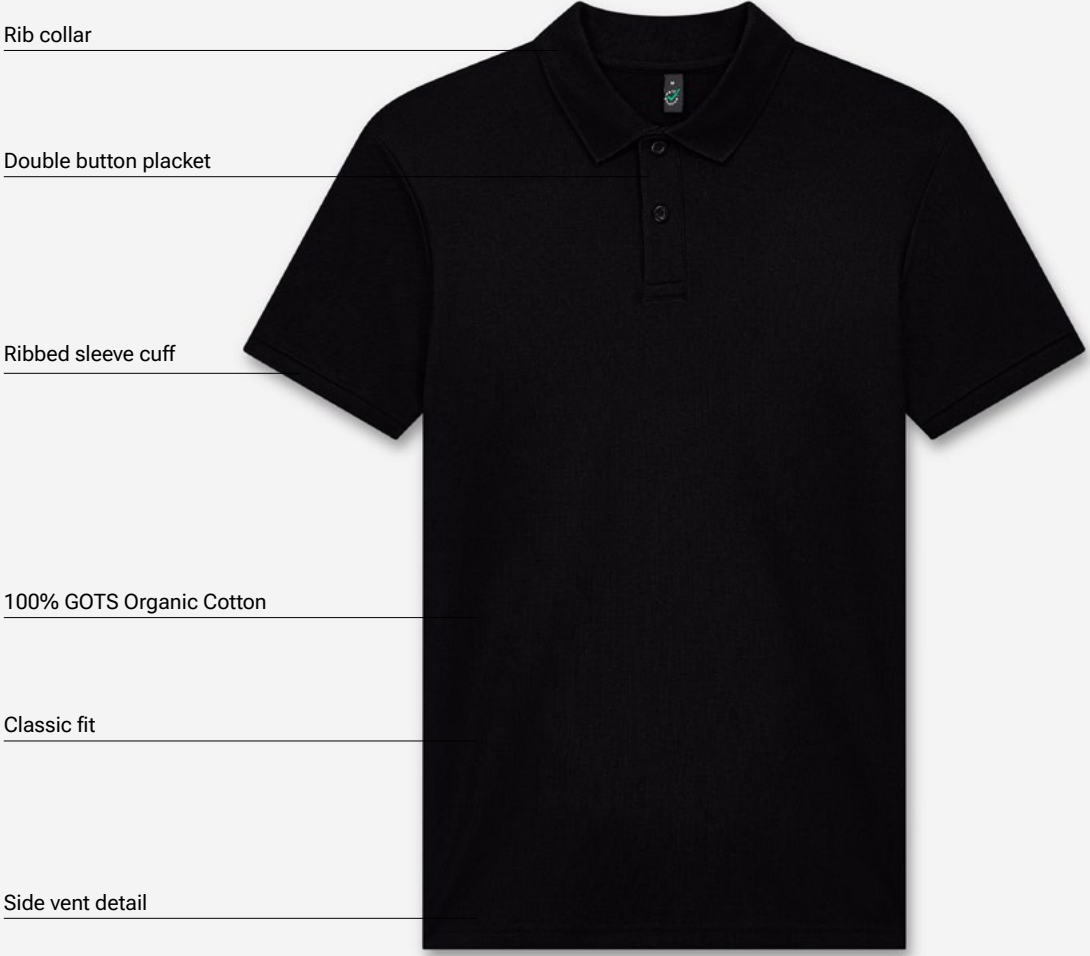 Rib collar
Double button placket
Ribbed sleeve cuff
100% GOTS Organic Cotton
Classic fit
Side vent detail